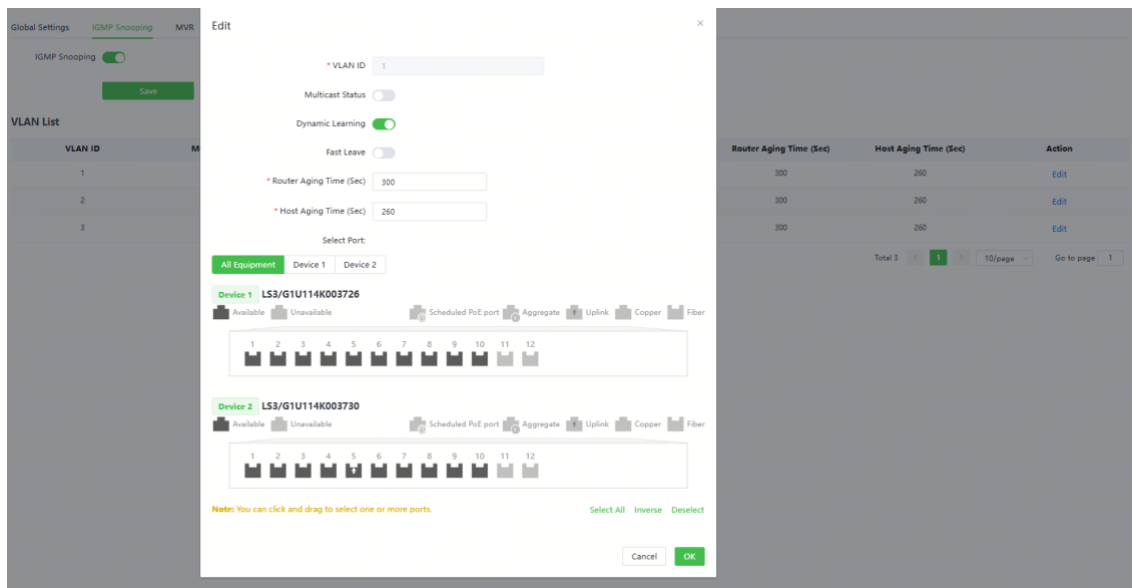 Global Settings IGMP Snooping MVR
IGMP Snooping
Save
VLAN List
VLAN ID M Router Aging Time (Sec) Host Aging Time (Sec) Action
1 300 260 Edit
2 300 260 Edit
3 300 260 Edit
Total 3 < 1 > 10/page Go to page 1
Edit ×
* VLAN ID 1
Multicast Status
Dynamic Learning
Fast Leave
* Router Aging Time (Sec) 300
* Host Aging Time (Sec) 260
Select Port:
All Equipment Device 1 Device 2
Device 1 LS3/G1U114K003726
Available Unavailable Scheduled PoE port Aggregate Uplink Copper Fiber
1 2 3 4 5 6 7 8 9 10 11 12
Device 2 LS3/G1U114K003730
Available Unavailable Scheduled PoE port Aggregate Uplink Copper Fiber
1 2 3 4 5 6 7 8 9 10 11 12
Note: You can click and drag to select one or more ports.
Select All Inverse Deselect
Cancel OK